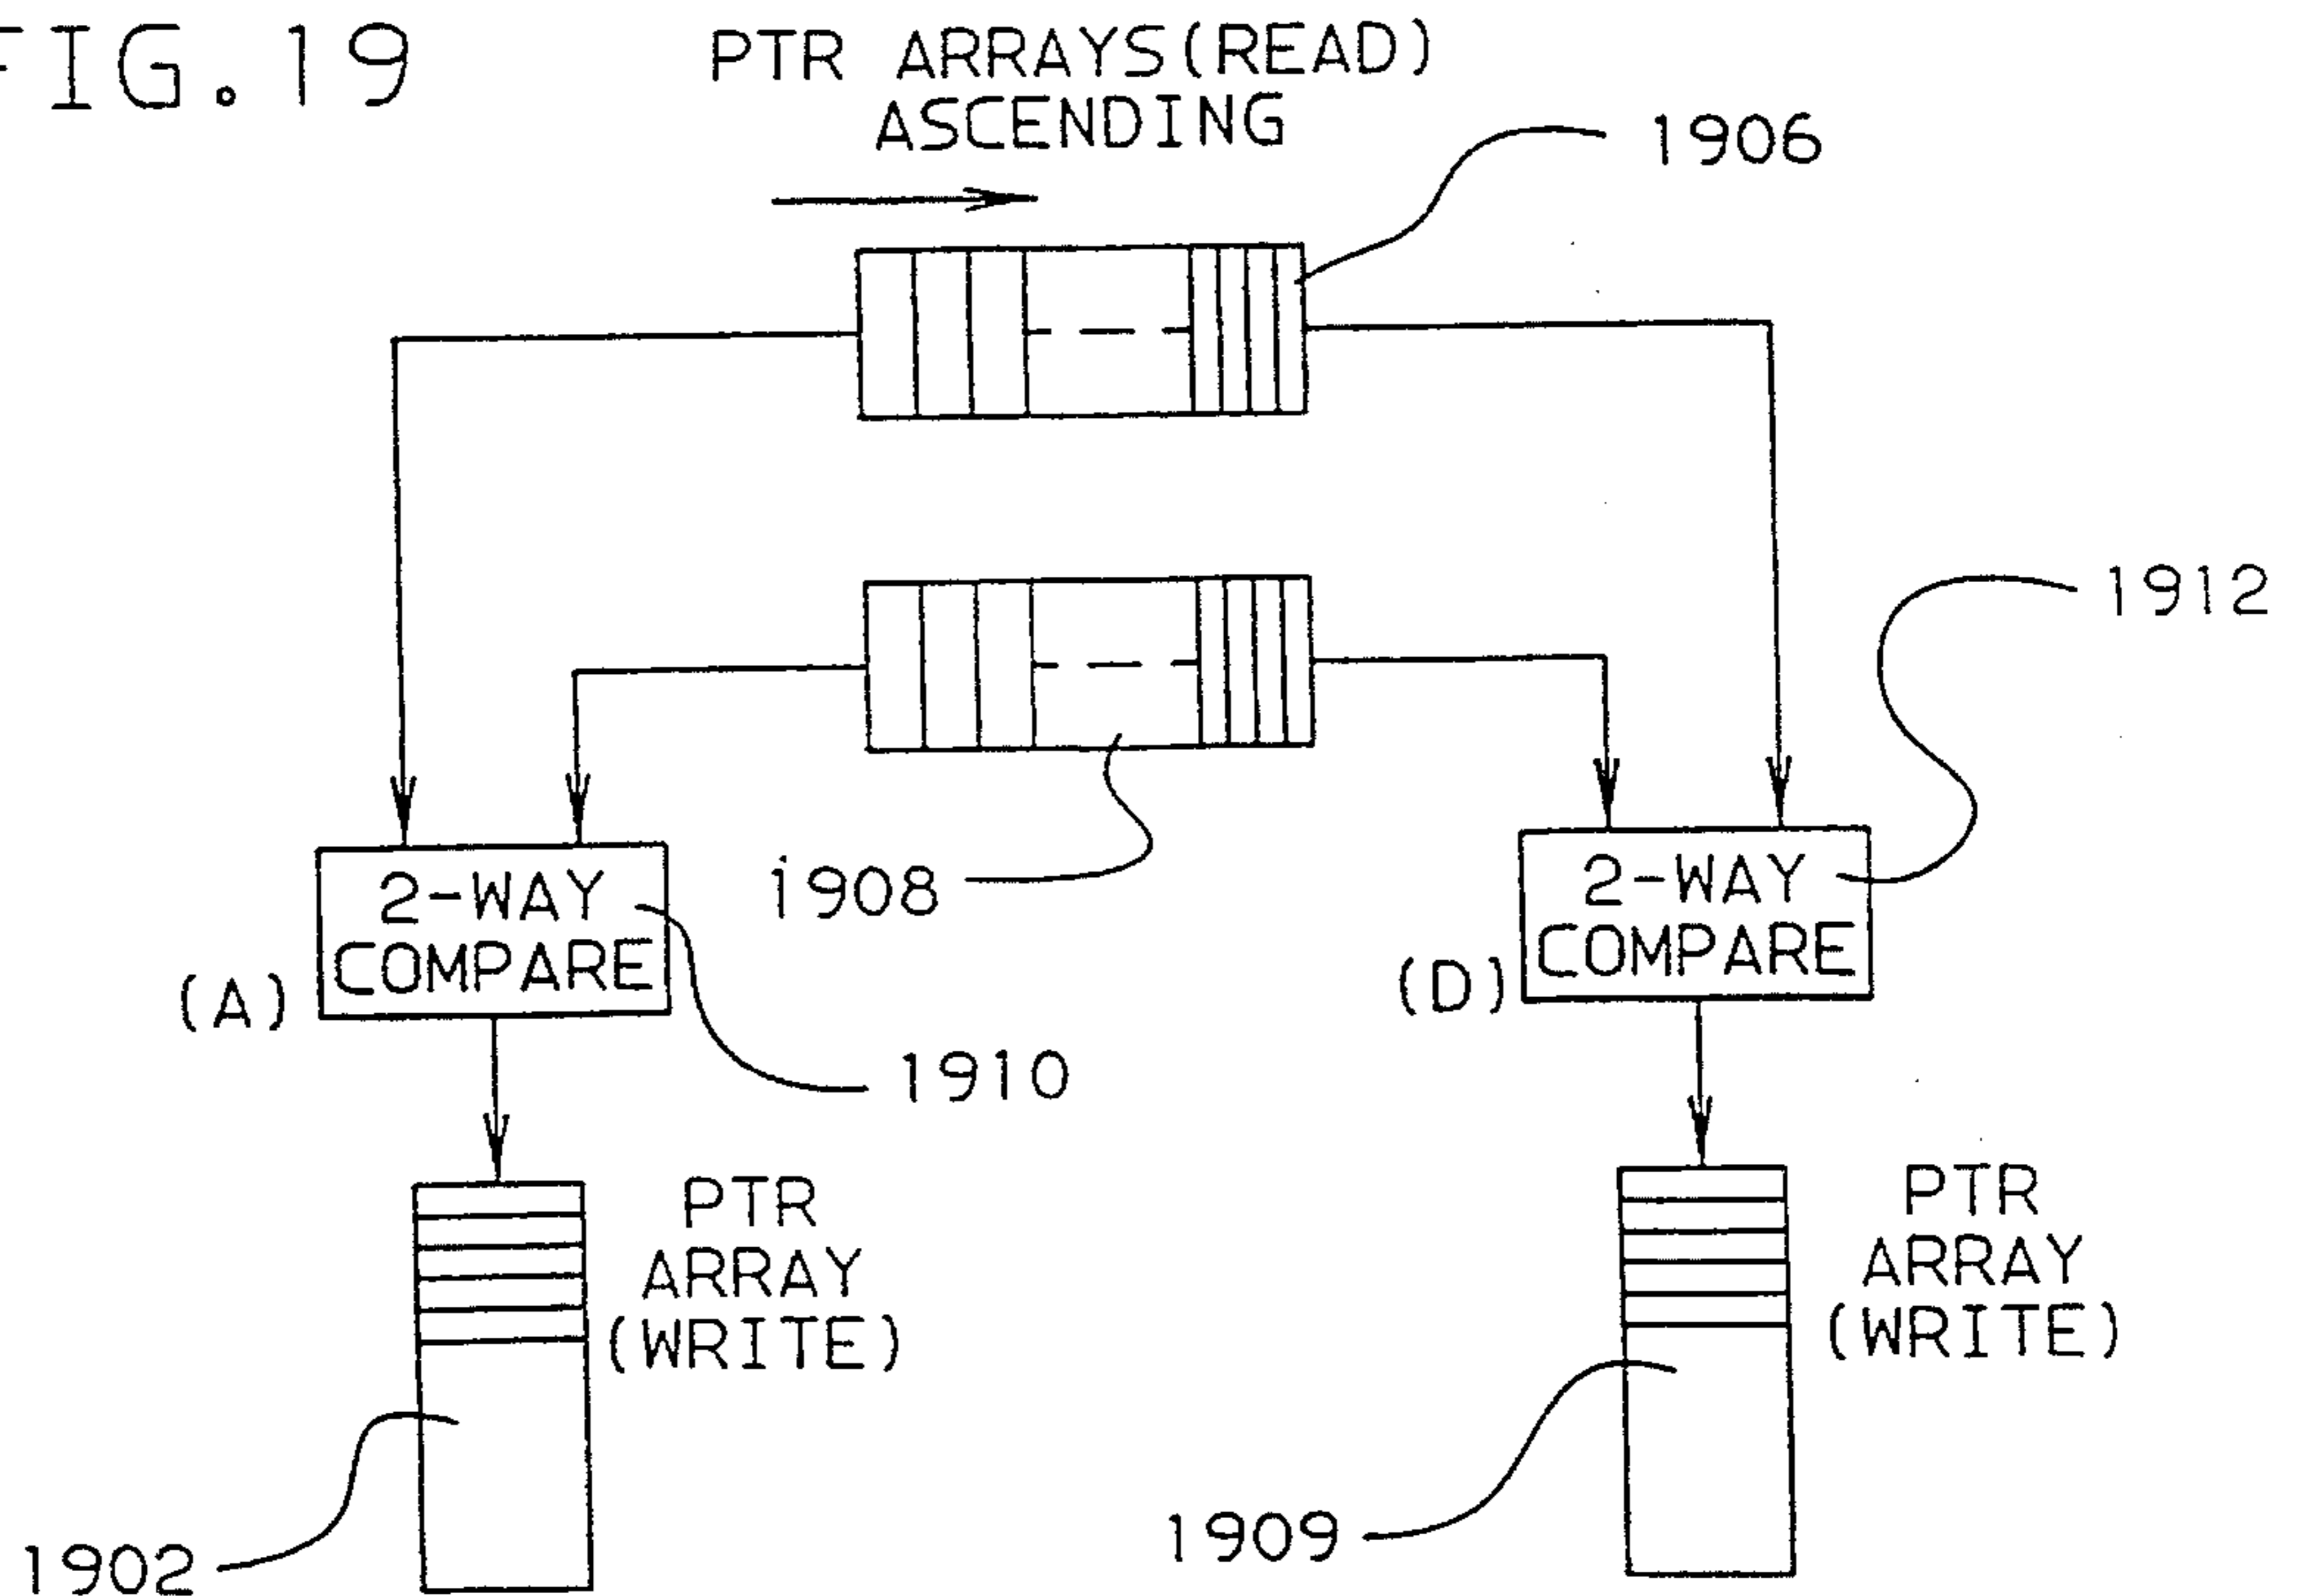 FIG.19
PTR ARRAYS(READ)
ASCENDING
1906
1912
2-WAY
COMPARE
(A)
1908
2-WAY
COMPARE
(D)
1910
PTR
ARRAY
(WRITE)
PTR
ARRAY
(WRITE)
1902
1909